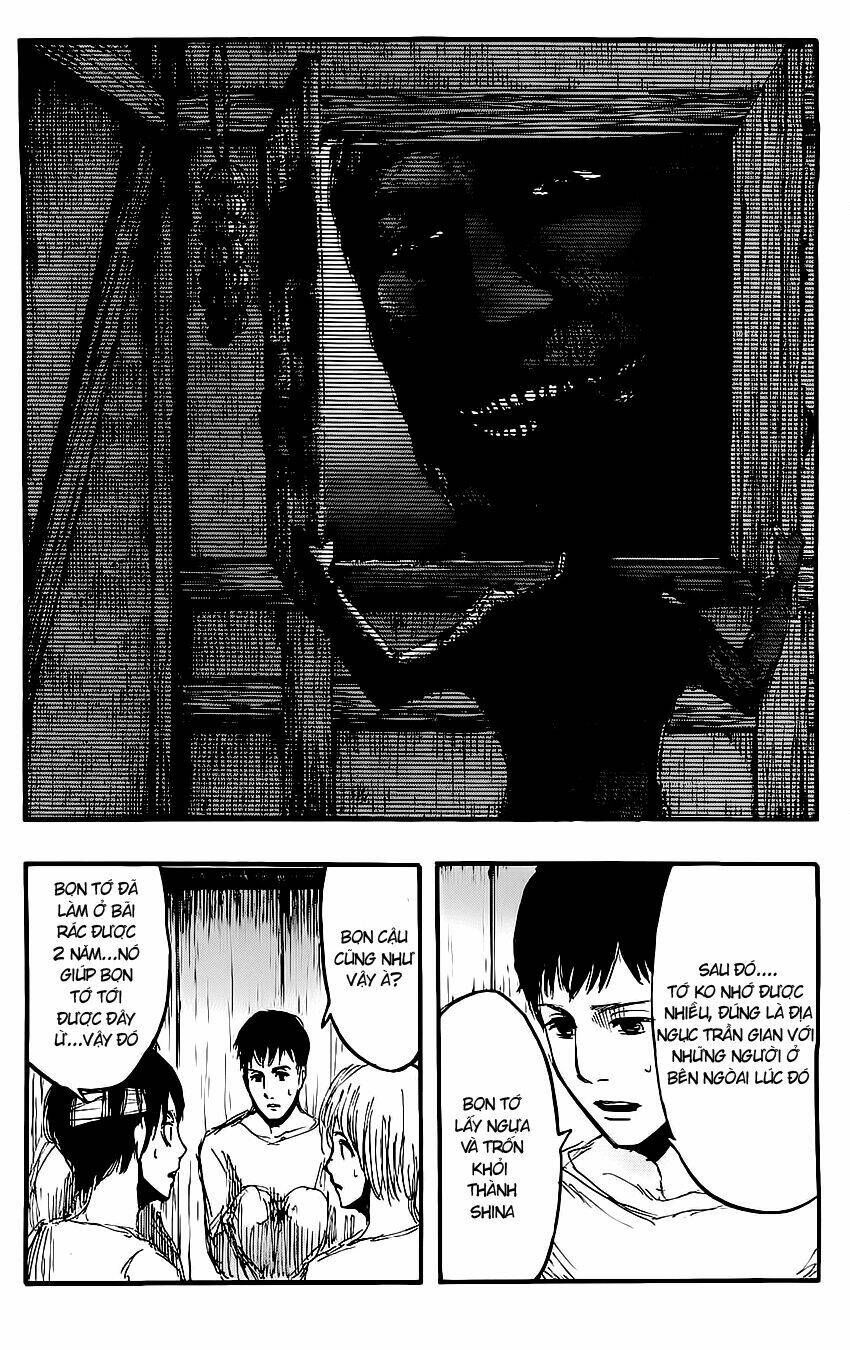 SAU ĐÓ....
TỚ KO NHỚ ĐƯỢC
NHIỀU, ĐÚNG LÀ ĐỊA
NGỤC TRẦN GIAN VỚI
NHỮNG NGƯỜI Ở
BÊN NGÒAI LÚC ĐÓ
BỌN TỚ
LẤY NGỰA
VÀ TRỐN
KHỎI
THÀNH
SHINA
BỌN CẬU
CŨNG NHƯ
VẬY À?
BỌN TỚ ĐÃ
LÀM Ở BÃI
RÁC ĐƯỢC
2 NĂM...NÓ
GIÚP BỌN
TỚ TỚI
ĐƯỢC ĐÂY
Ừ...VẬY ĐÓ